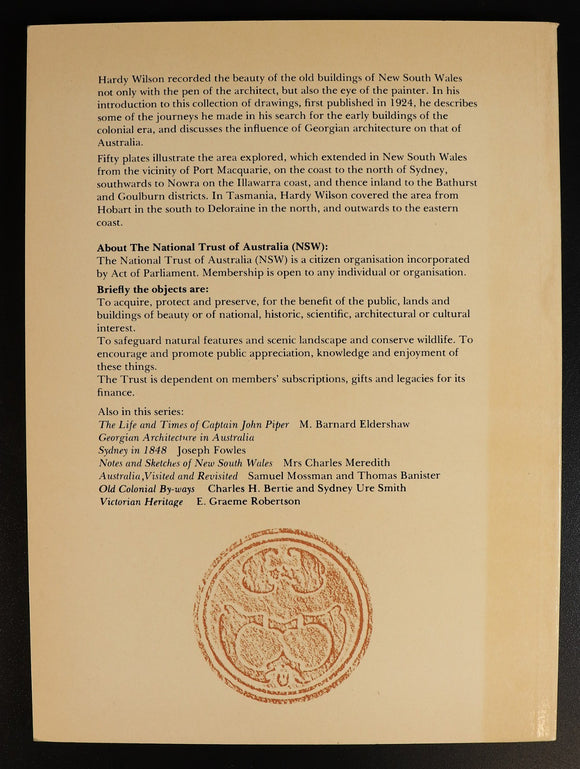 Hardy Wilson recorded the beauty of the old buildings of New South Wales
not only with the pen of the architect, but also the eye of the painter. In his
introduction to this collection of drawings, first published in 1924, he describes
some of the journeys he made in his search for the early buildings of the
colonial era, and discusses the influence of Georgian architecture on that of
Australia.
Fifty plates illustrate the area explored, which extended in New South Wales
from the vicinity of Port Macquarie, on the coast to the north of Sydney,
southwards to Nowra on the Illawarra coast, and thence inland to the Bathurst
and Goulburn districts. In Tasmania, Hardy Wilson covered the area from
Hobart in the south to Deloraine in the north, and outwards to the eastern
coast.
About The National Trust of Australia (NSW):
The National Trust of Australia (NSW) is a citizen organisation incorporated
by Act of Parliament. Membership is open to any individual or organisation.
Briefly the objects are:
To acquire, protect and preserve, for the benefit of the public, lands and
buildings of beauty or of national, historic, scientific, architectural or cultural
interest.
To safeguard natural features and scenic landscape and conserve wildlife. To
encourage and promote public appreciation, knowledge and enjoyment of
these things.
The Trust is dependent on members' subscriptions, gifts and legacies for its
finance.
Also in this series:
The Life and Times of Captain John Piper M. Barnard Eldershaw
Georgian Architecture in Australia
Sydney in 1848 Joseph Fowles
Notes and Sketches of New South Wales Mrs Charles Meredith
Australia,Visited and Revisited Samuel Mossman and Thomas Banister
Old Colonial By-ways Charles H. Bertie and Sydney Ure Smith
Victorian Heritage E. Graeme Robertson